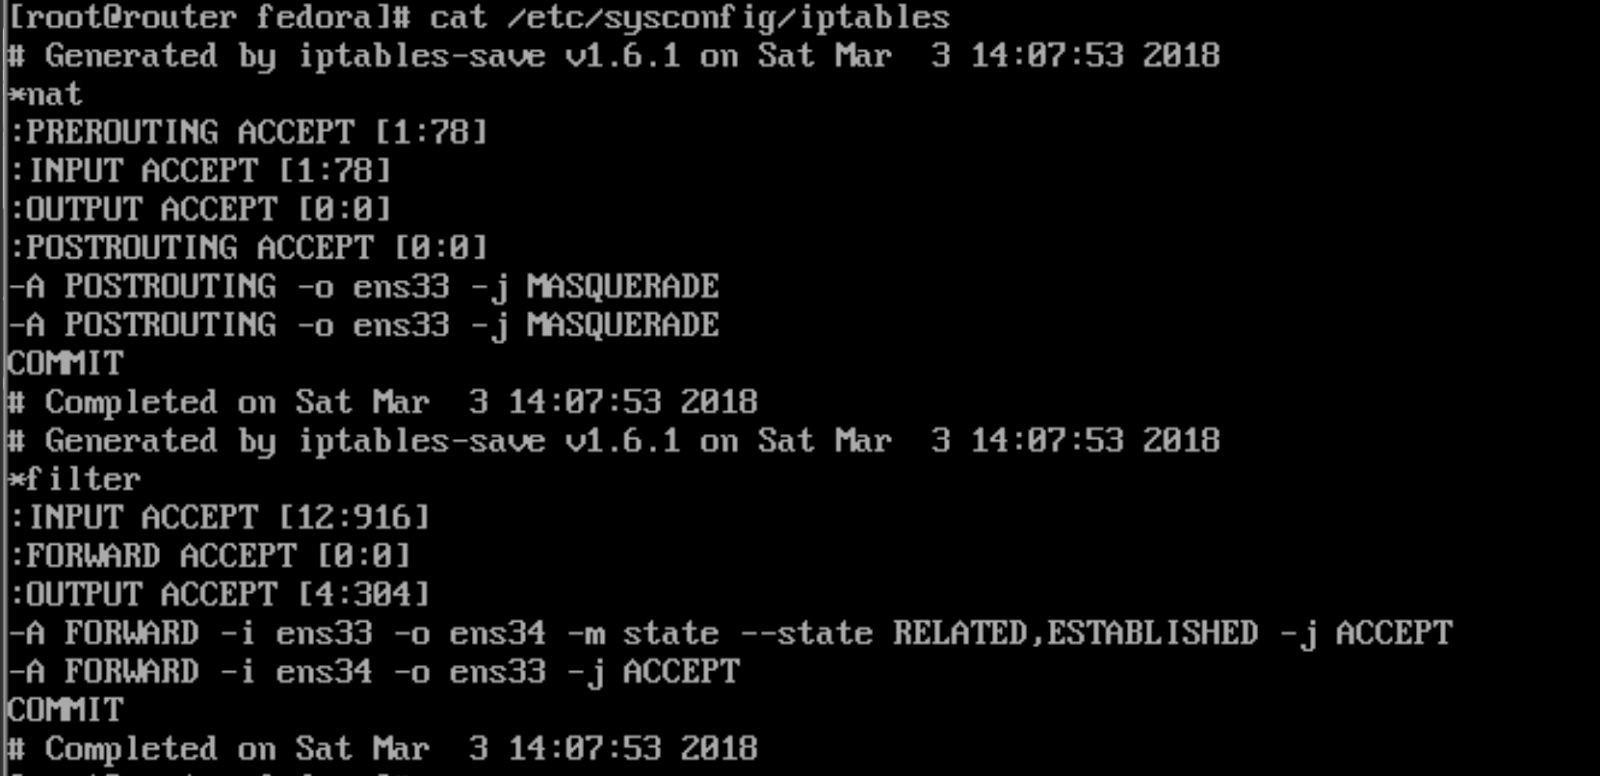 [root@router fedora]# cat /etc/sysconfig/iptables
# Generated by iptables-save v1.6.1 on Sat Mar  3 14:07:53 2018
*nat
:PREROUTING ACCEPT [1:78]
:INPUT ACCEPT [1:78]
:OUTPUT ACCEPT [0:0]
:POSTROUTING ACCEPT [0:0]
-A POSTROUTING -o ens33 -j MASQUERADE
-A POSTROUTING -o ens33 -j MASQUERADE
COMMIT
# Completed on Sat Mar  3 14:07:53 2018
# Generated by iptables-save v1.6.1 on Sat Mar  3 14:07:53 2018
*filter
:INPUT ACCEPT [12:916]
:FORWARD ACCEPT [0:0]
:OUTPUT ACCEPT [4:304]
-A FORWARD -i ens33 -o ens34 -m state --state RELATED,ESTABLISHED -j ACCEPT
-A FORWARD -i ens34 -o ens33 -j ACCEPT
COMMIT
# Completed on Sat Mar  3 14:07:53 2018